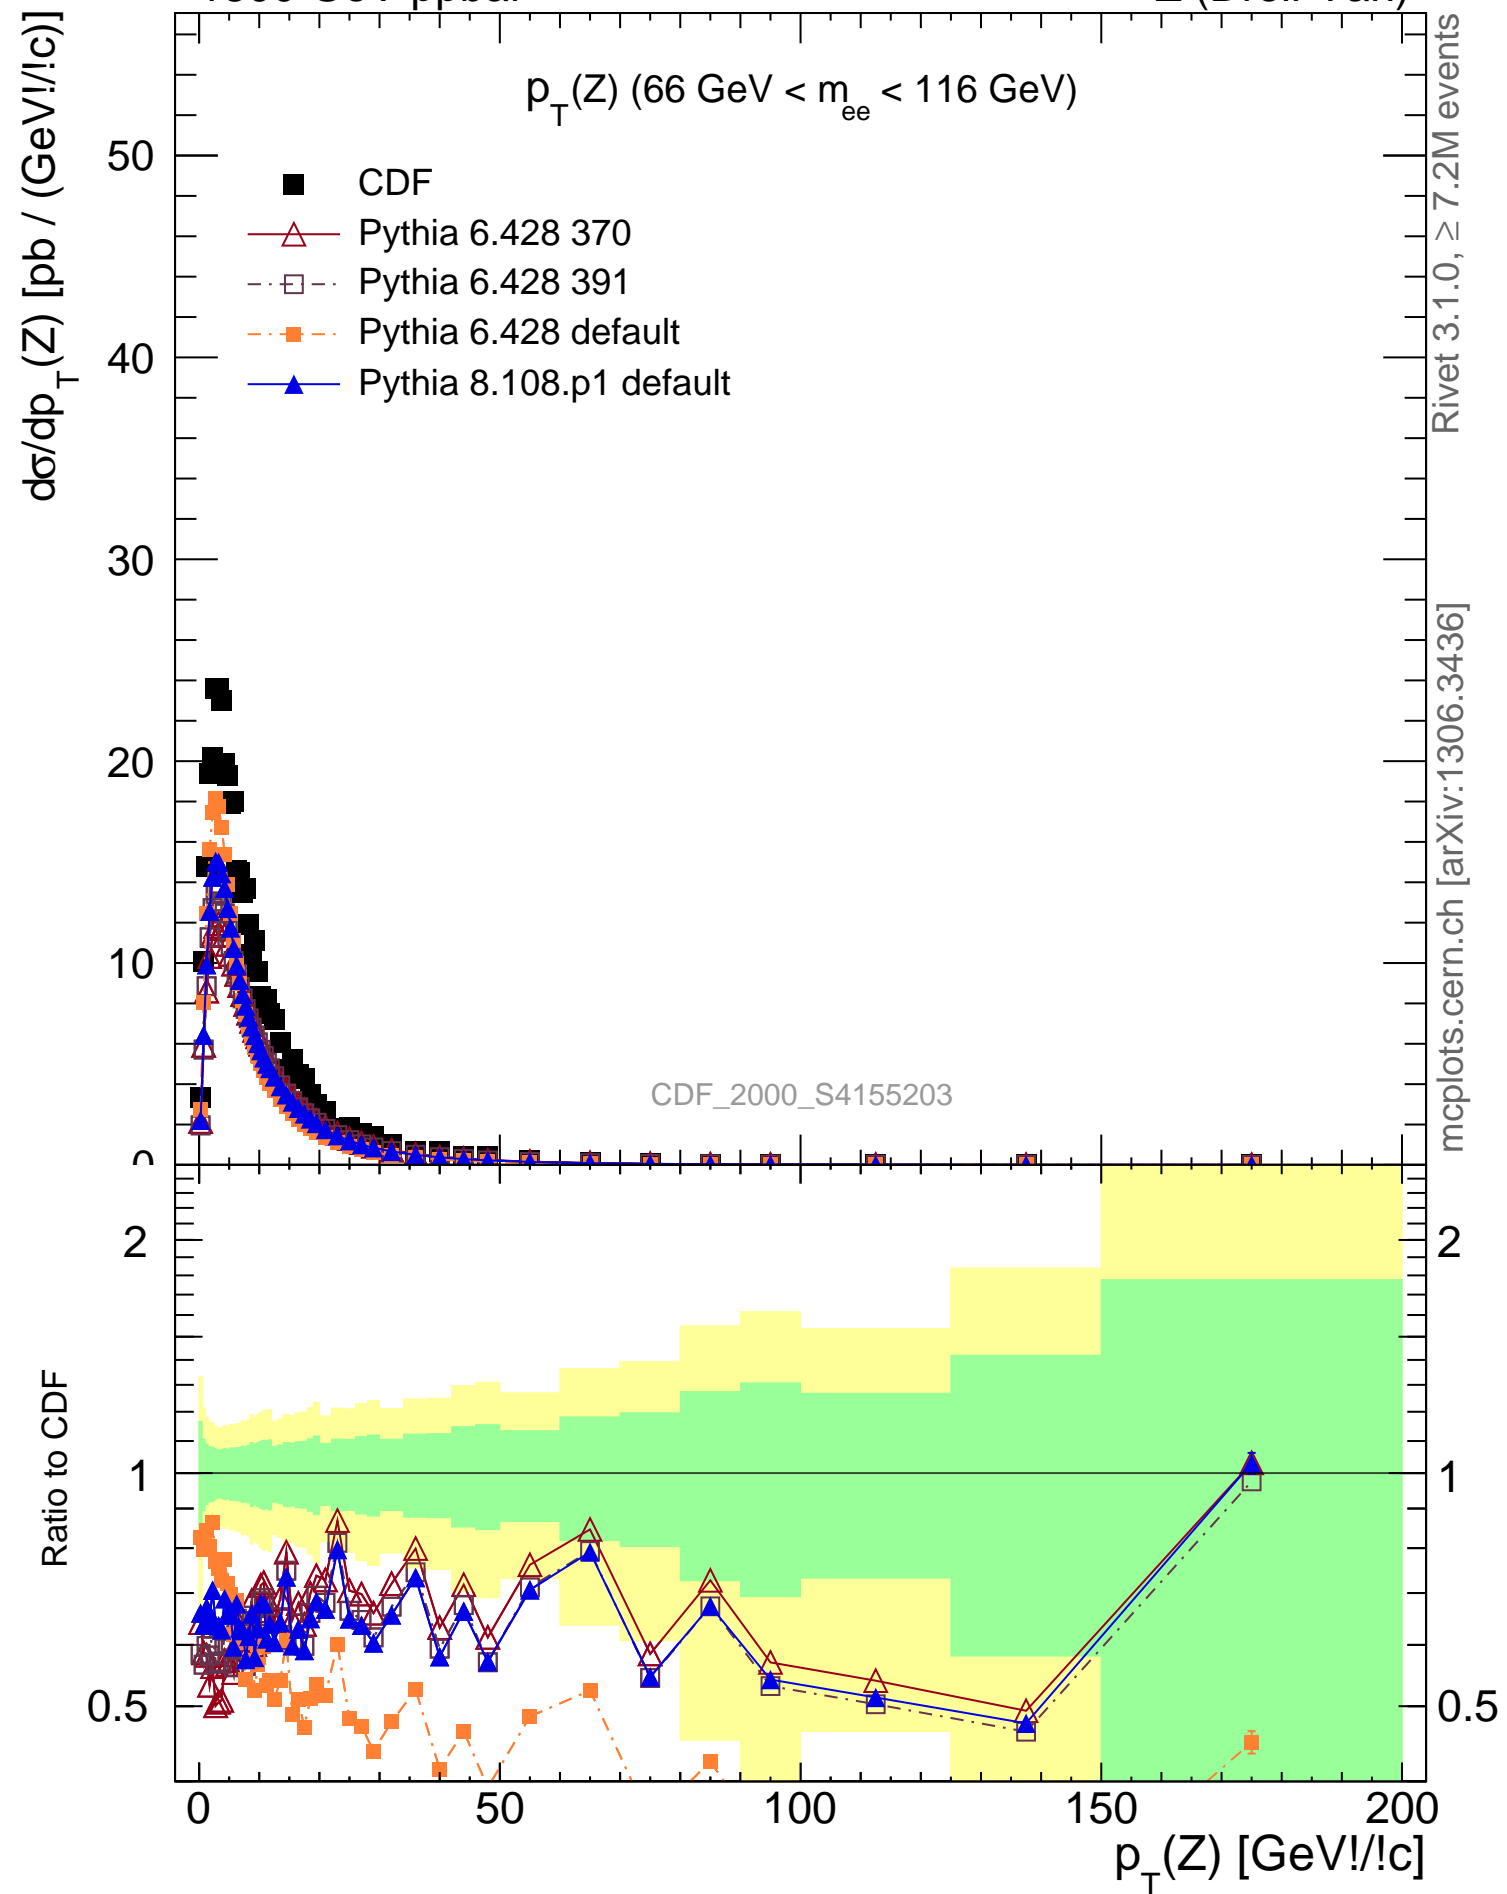 dσ/dp_T(Z) [pb / (GeV!/!c)]
p_T(Z) (66 GeV < m_ee < 116 GeV)
CDF
Pythia 6.428 370
Pythia 6.428 391
Pythia 6.428 default
Pythia 8.108.p1 default
50
40
30
20
10
0
CDF_2000_S4155203
Rivet 3.1.0, ≥ 7.2M events
mcplots.cern.ch [arXiv:1306.3436]
Ratio to CDF
2
1
0.5
2
1
0.5
0 50 100 150 200
p_T(Z) [GeV!/!c]